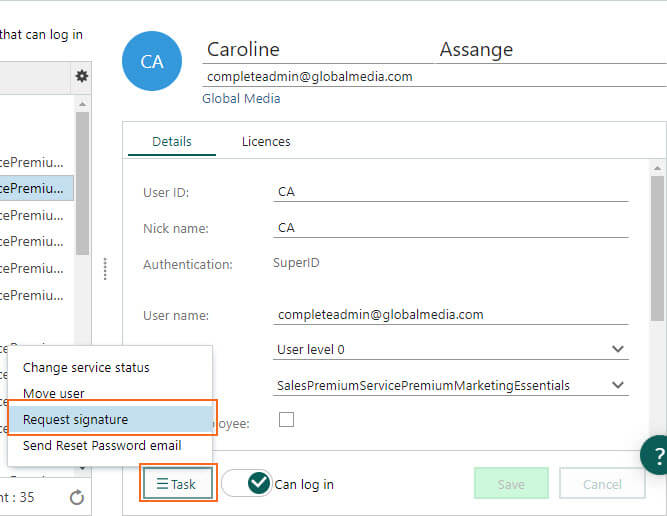 that can log in
CA
Caroline Assange
completeadmin@globalmedia.com
Global Media
Details Licences
cePremiu...
cePremiu...
cePremiu...
cePremiu...
cePremiu...
cePremiu...
User ID: CA
Nick name: CA
Authentication: SuperID
User name: completeadmin@globalmedia.com
User level 0
SalesPremiumServicePremiumMarketingEssentials
Change service status
Move user
Request signature
Send Reset Password email
Task
Can log in
Save
Cancel
?
: 35